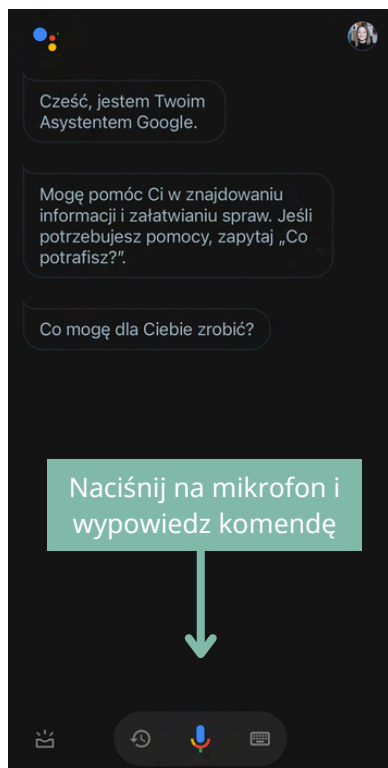 Cześć, jestem Twoim
Asystentem Google.
Mogę pomóc Ci w znajdowaniu
informacji i załatwianiu spraw. Jeśli
potrzebujesz pomocy, zapytaj „Co
potrafisz?”.
Co mogę dla Ciebie zrobić?
Naciśnij na mikrofon i
wypowiedz komendę